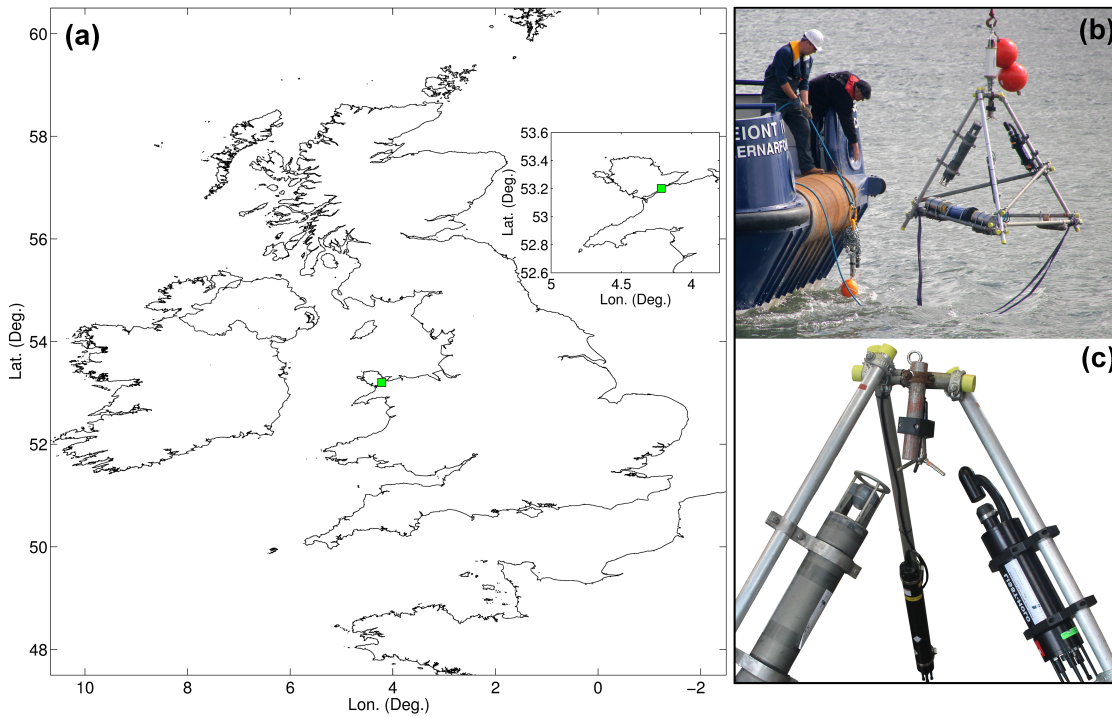 (a)
60
58
56
54
52
50
48
Lat. (Deg.)
10
8
6
4
2
0
−2
Lon. (Deg.)
53.6
53.4
53.2
53
52.8
52.6
Lat. (Deg.)
5
4.5
4
Lon. (Deg.)
(b)
EIONT II
ERNARFON
(c)